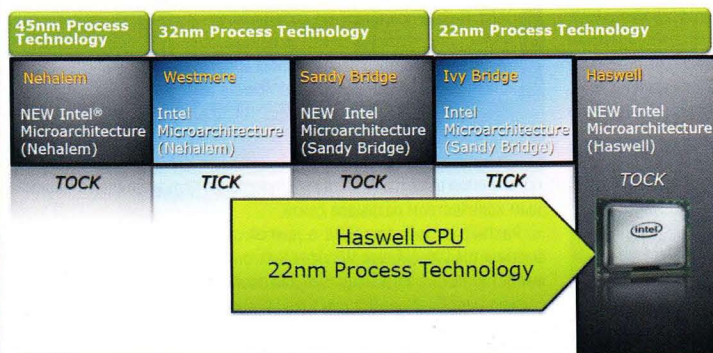 45nm Process
Technology
32nm Process Technology
22nm Process Technology
Nehalem
NEW Intel®
Microarchitecture
(Nehalem)
TOCK
Westmere
Intel
Microarchitecture
(Nehalem)
TICK
Sandy Bridge
NEW Intel
Microarchitecture
(Sandy Bridge)
TOCK
Ivy Bridge
Intel
Microarchitecture
(Sandy Bridge)
TICK
Haswell
NEW Intel
Microarchitecture
(Haswell)
TOCK
intel
Haswell CPU
22nm Process Technology